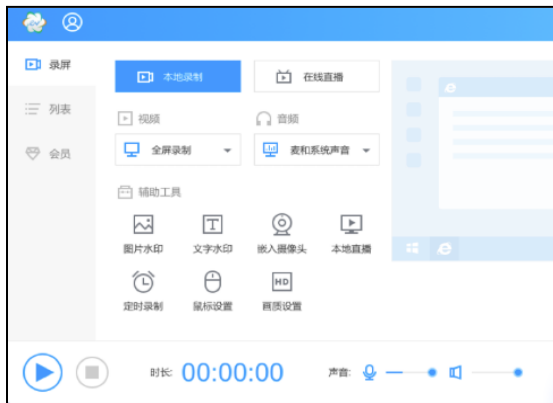 录屏
本地录制
在线直播
列表
视频
音频
全屏录制
麦和系统声音
会员
辅助工具
图片水印
文字水印
嵌入摄像头
本地直播
定时录制
鼠标设置
HD
画质设置
时长:
00:00:00
声音: